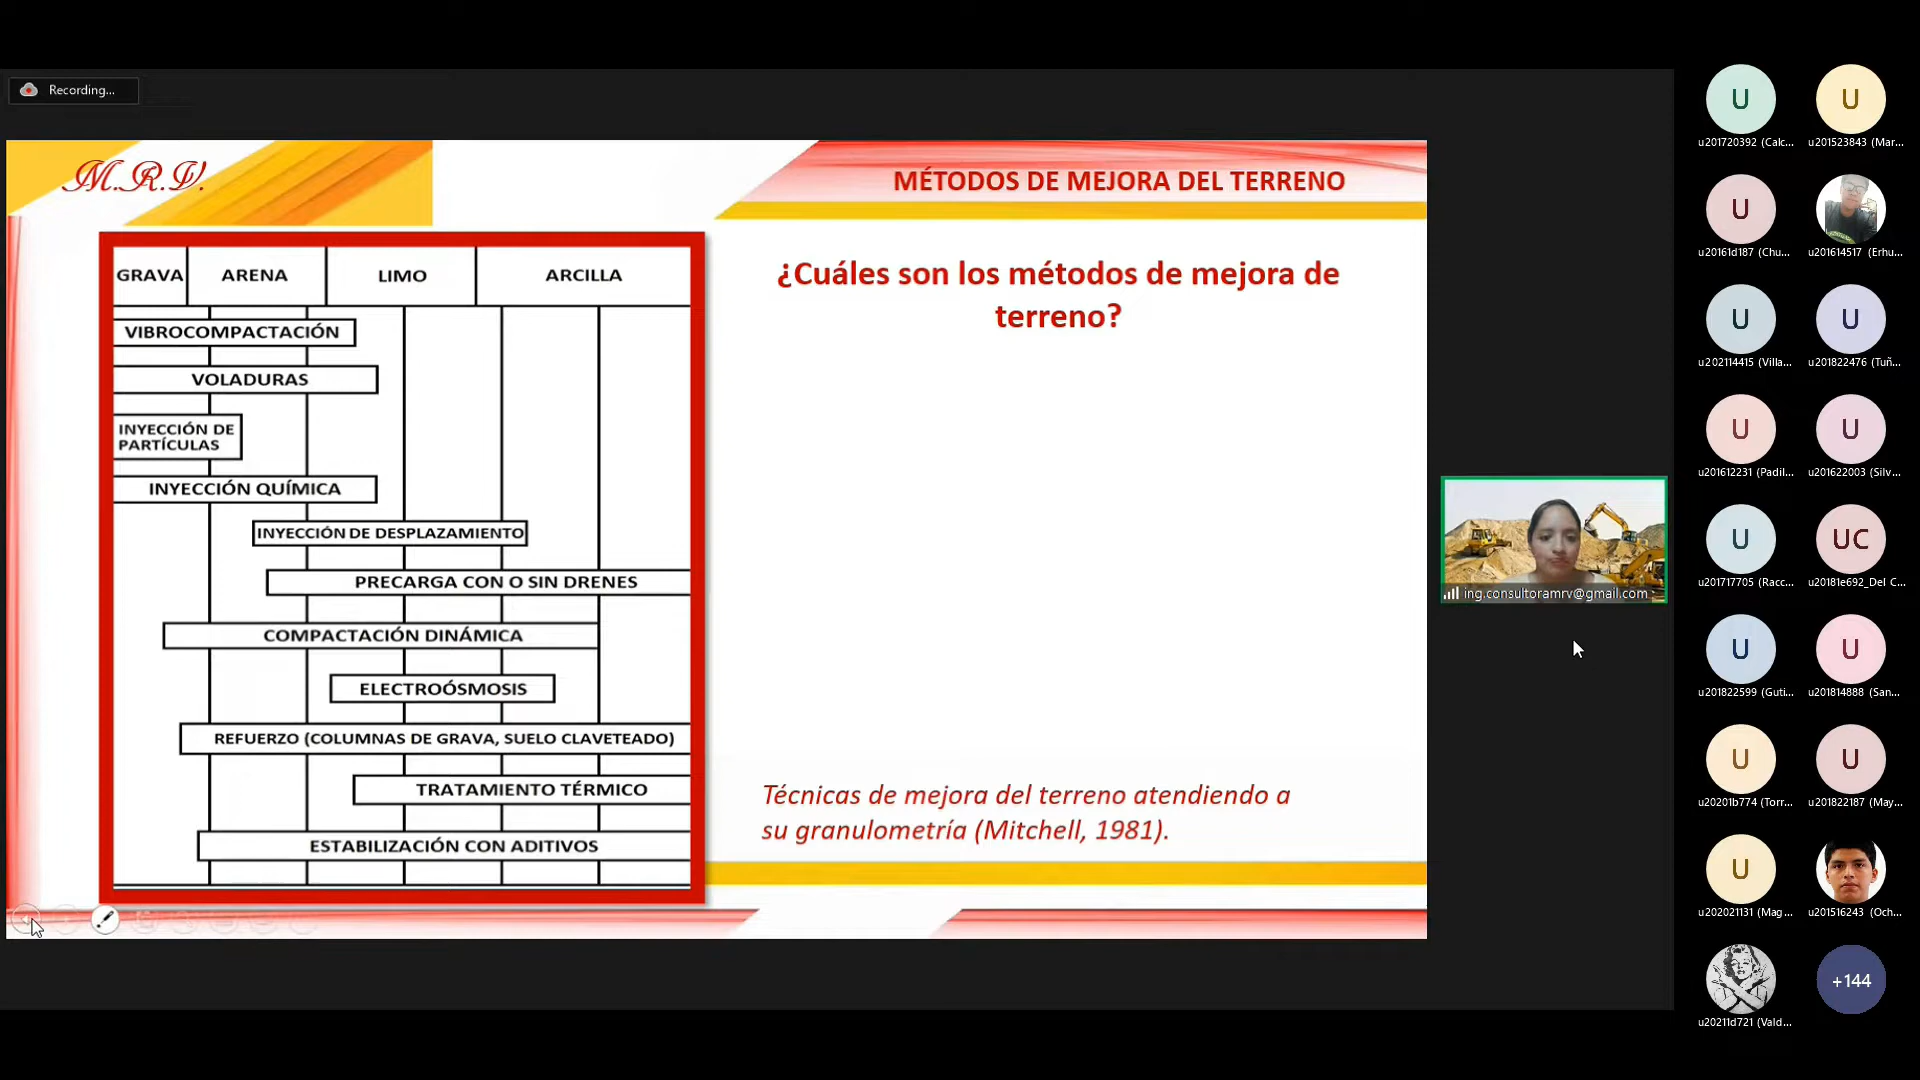 Recording...
M.R.V.
MÉTODOS DE MEJORA DEL TERRENO
GRAVA
ARENA
LIMO
ARCILLA
VIBROCOMPACTACIÓN
VOLADURAS
INYECCIÓN DE
PARTÍCULAS
INYECCIÓN QUÍMICA
INYECCIÓN DE DESPLAZAMIENTO
PRECARGA CON O SIN DRENES
COMPACTACIÓN DINÁMICA
ELECTROÓSMOSIS
REFUERZO (COLUMNAS DE GRAVA, SUELO CLAVETEADO)
TRATAMIENTO TÉRMICO
ESTABILIZACIÓN CON ADITIVOS
¿Cuáles son los métodos de mejora de
terreno?
Técnicas de mejora del terreno atendiendo a
su granulometría (Mitchell, 1981).
ing.consultoramrv@gmail.com
U
u201720392 (Calc...
U
u201523843 (Mar...
U
u20161d187 (Chu...
u201614517 (Erhu...
U
u202114415 (Villa...
U
u201822476 (Tuñ...
U
u201612231 (Padil...
U
u201622003 (Silv...
U
u201717705 (Racc...
UC
u20181e692_Del C...
U
u201822599 (Guti...
U
u201814888 (San...
U
u20201b774 (Torr...
U
u201822187 (May...
U
u202021131 (Mag...
u201516243 (Och...
u20211d721 (Vald...
+144